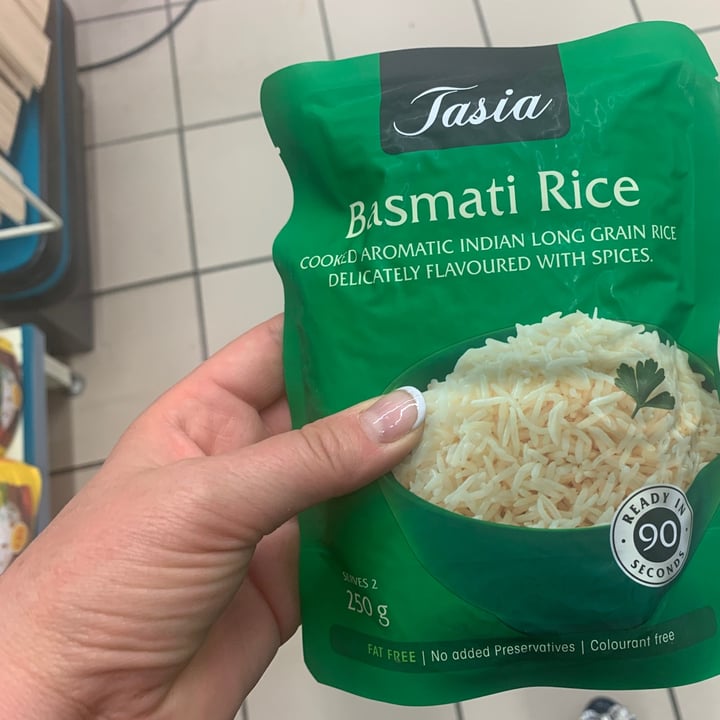 Tasia
Basmati Rice
COOKED AROMATIC INDIAN LONG GRAIN RICE
DELICATELY FLAVOURED WITH SPICES.
READY IN
90
SECONDS
SERVES 2
250 g
FAT FREE | No added Preservatives | Colourant free